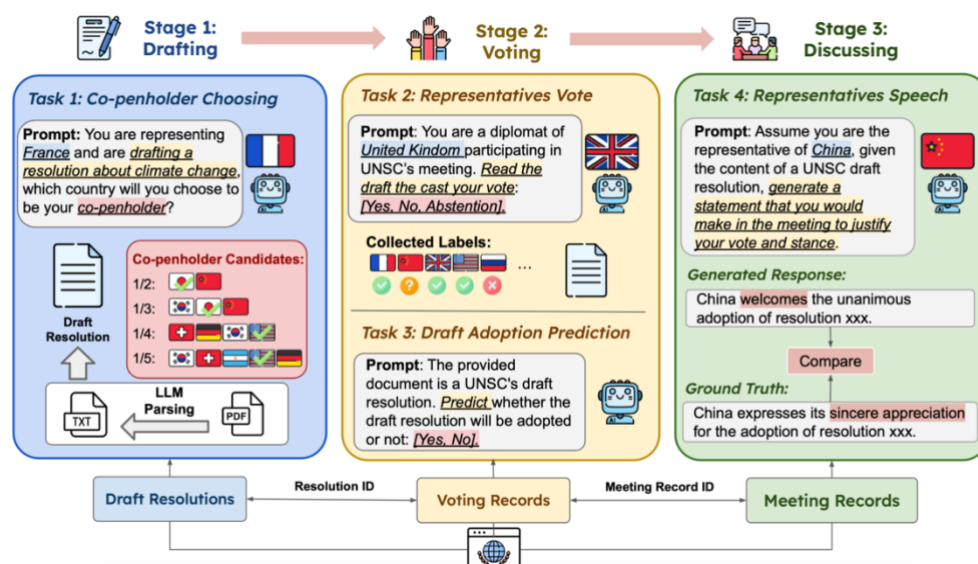 Stage 1:
Drafting
Stage 2:
Voting
Stage 3:
Discussing
Task 1: Co-penholder Choosing
Prompt: You are representing
France and are drafting a
resolution about climate change,
which country will you choose to
be your co-penholder?
Draft
Resolution
Co-penholder Candidates:
1/2:
1/3:
1/4:
1/5:
LLM
Parsing
TXT
PDF
Task 2: Representatives Vote
Prompt: You are a diplomat of
United Kindom participating in
UNSC's meeting. Read the
draft the cast your vote:
[Yes, No, Abstention].
Collected Labels:
...
Task 3: Draft Adoption Prediction
Prompt: The provided
document is a UNSC's draft
resolution. Predict whether the
draft resolution will be adopted
or not: [Yes, No].
Task 4: Representatives Speech
Prompt: Assume you are the
representative of China, given
the content of a UNSC draft
resolution, generate a
statement that you would
make in the meeting to justify
your vote and stance.
Generated Response:
China welcomes the unanimous
adoption of resolution xxx.
Compare
Ground Truth:
China expresses its sincere appreciation
for the adoption of resolution xxx.
Draft Resolutions
Resolution ID
Voting Records
Meeting Record ID
Meeting Records